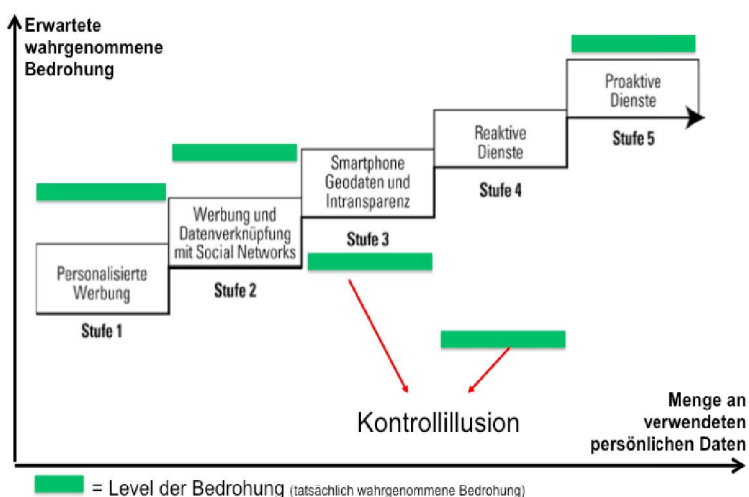 Erwartete
wahrgenommene
Bedrohung
Proaktive
Dienste
Stufe 5
Reaktive
Dienste
Stufe 4
Smartphone
Geodaten und
Intransparenz
Stufe 3
Werbung und
Datenverknüpfung
mit Social Networks
Stufe 2
Personalisierte
Werbung
Stufe 1
Kontrollillusion
Menge an
verwendeten
persönlichen Daten
= Level der Bedrohung (tatsächlich wahrgenommene Bedrohung)